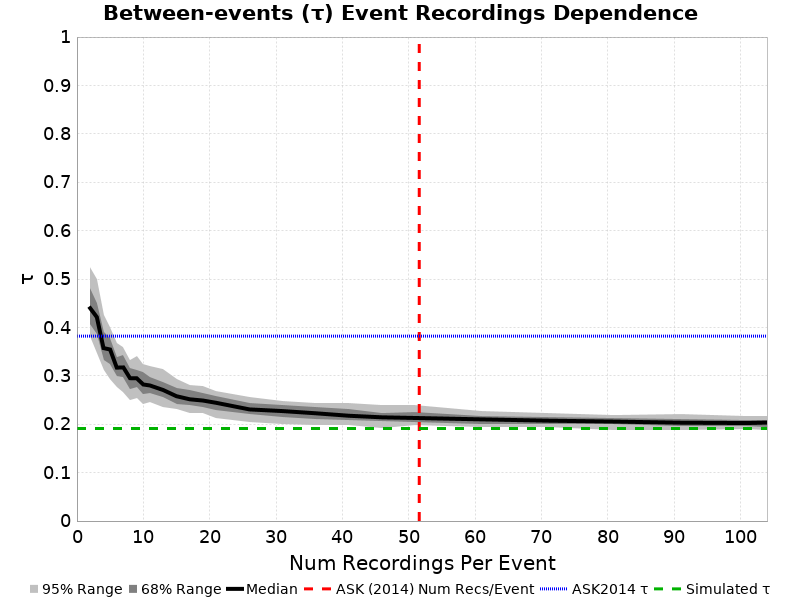 Between-events (τ) Event Recordings Dependence
1
0.9
0.8
0.7
0.6
0.5
0.4
0.3
0.2
0.1
0
τ
0 10 20 30 40 50 60 70 80 90 100
Num Recordings Per Event
95% Range 68% Range Median ASK (2014) Num Recs/Event ASK2014 τ Simulated τ